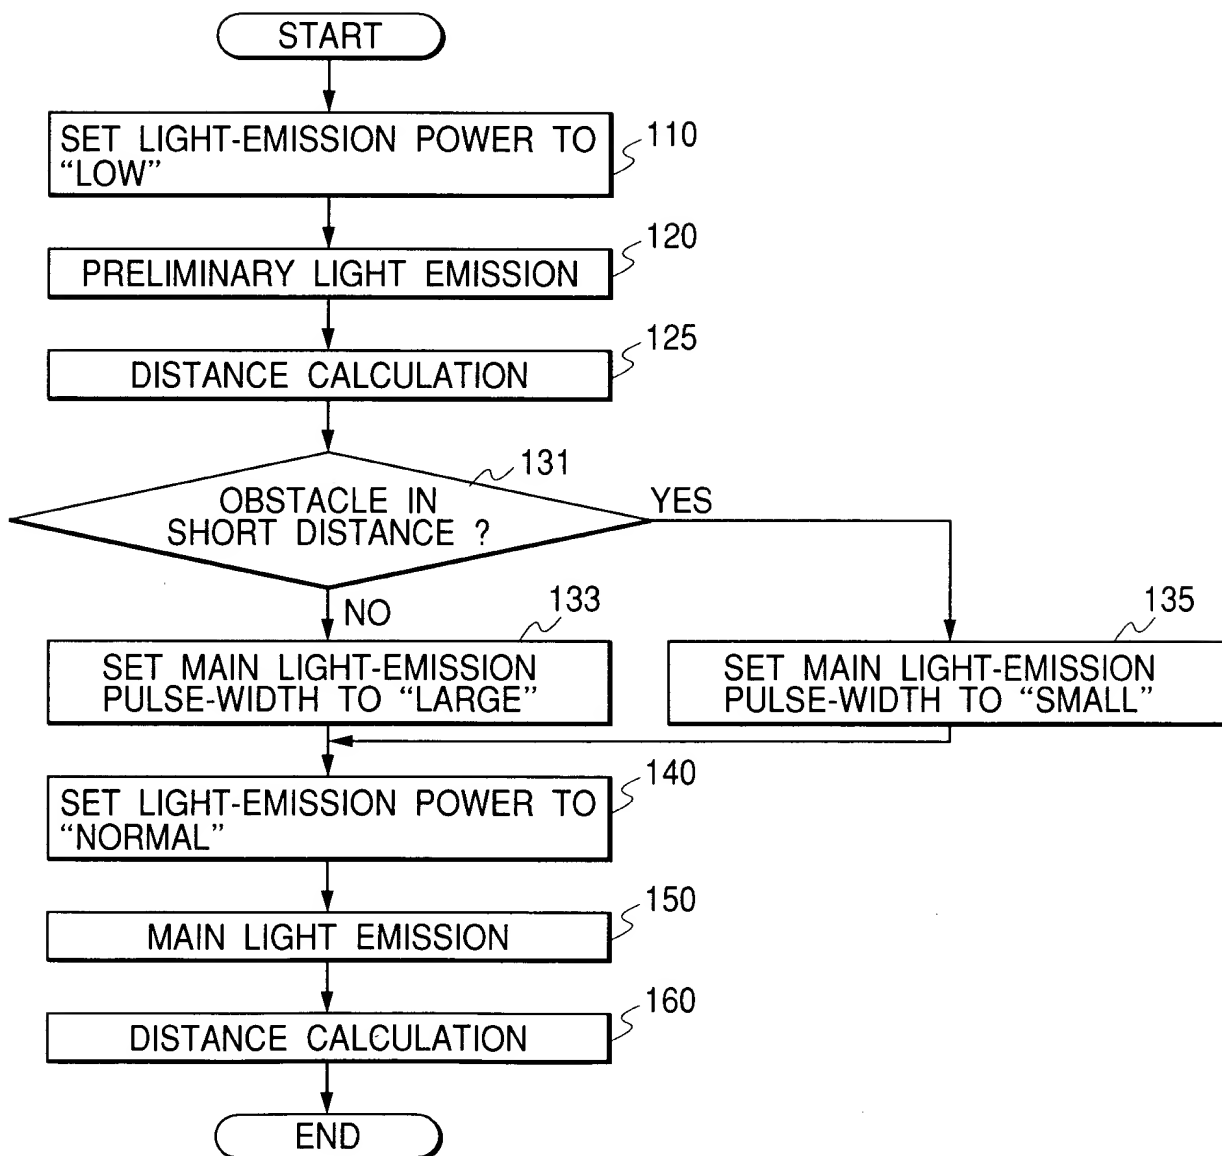 START
SET LIGHT-EMISSION POWER TO
“LOW”
110
PRELIMINARY LIGHT EMISSION
120
DISTANCE CALCULATION
125
OBSTACLE IN
SHORT DISTANCE ?
131
YES
NO
SET MAIN LIGHT-EMISSION
PULSE-WIDTH TO “LARGE”
133
SET MAIN LIGHT-EMISSION
PULSE-WIDTH TO “SMALL”
135
SET LIGHT-EMISSION POWER TO
“NORMAL”
140
MAIN LIGHT EMISSION
150
DISTANCE CALCULATION
160
END